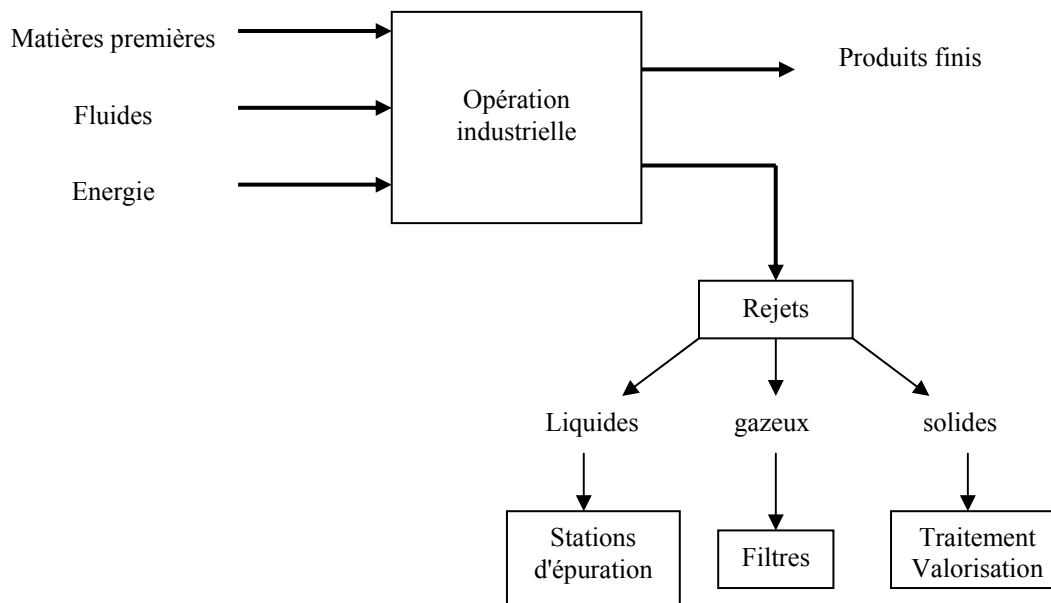 Matières premières
Fluides
Energie
Opération
industrielle
Produits finis
Rejets
Liquides
gazeux
solides
Stations
d'épuration
Filtres
Traitement
Valorisation